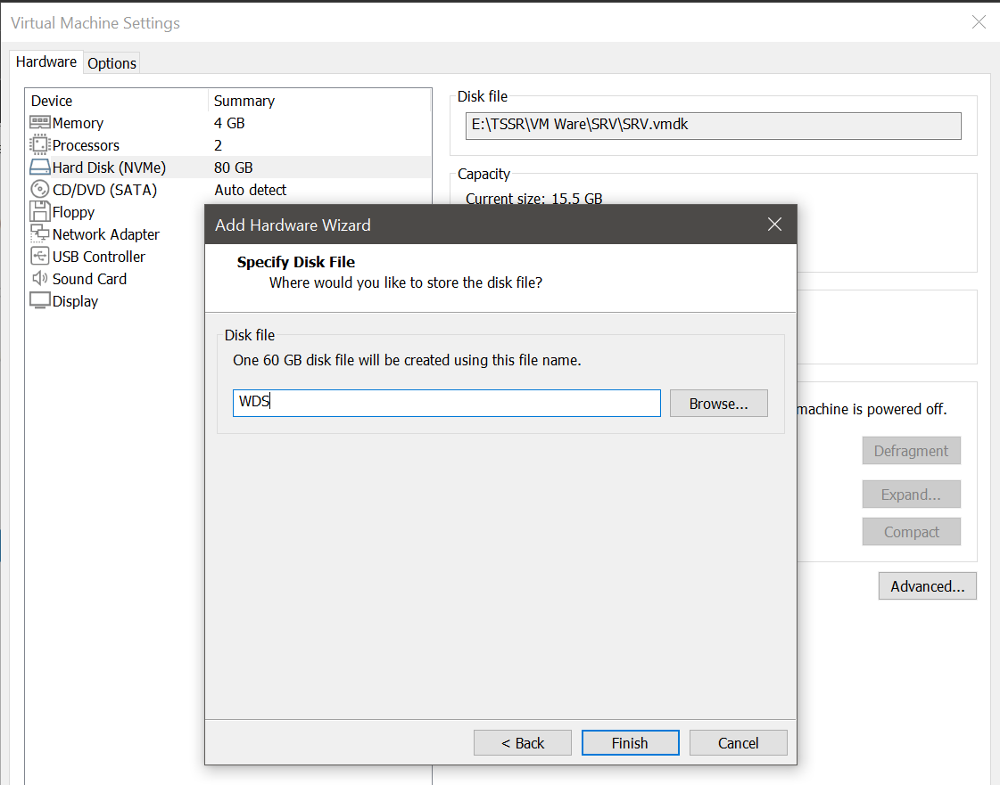 Virtual Machine Settings
Hardware Options
Device Summary
Memory 4 GB
Processors 2
Hard Disk (NVMe) 80 GB
CD/DVD (SATA) Auto detect
Floppy
Network Adapter
USB Controller
Sound Card
Display
Disk file
E:\TSSR\VM Ware\SRV\SRV.vmdk
Capacity
Current size: 15.5 GB
machine is powered off.
Defragment
Expand...
Compact
Advanced...
Add Hardware Wizard
Specify Disk File
Where would you like to store the disk file?
Disk file
One 60 GB disk file will be created using this file name.
WDS
Browse...
< Back Finish Cancel